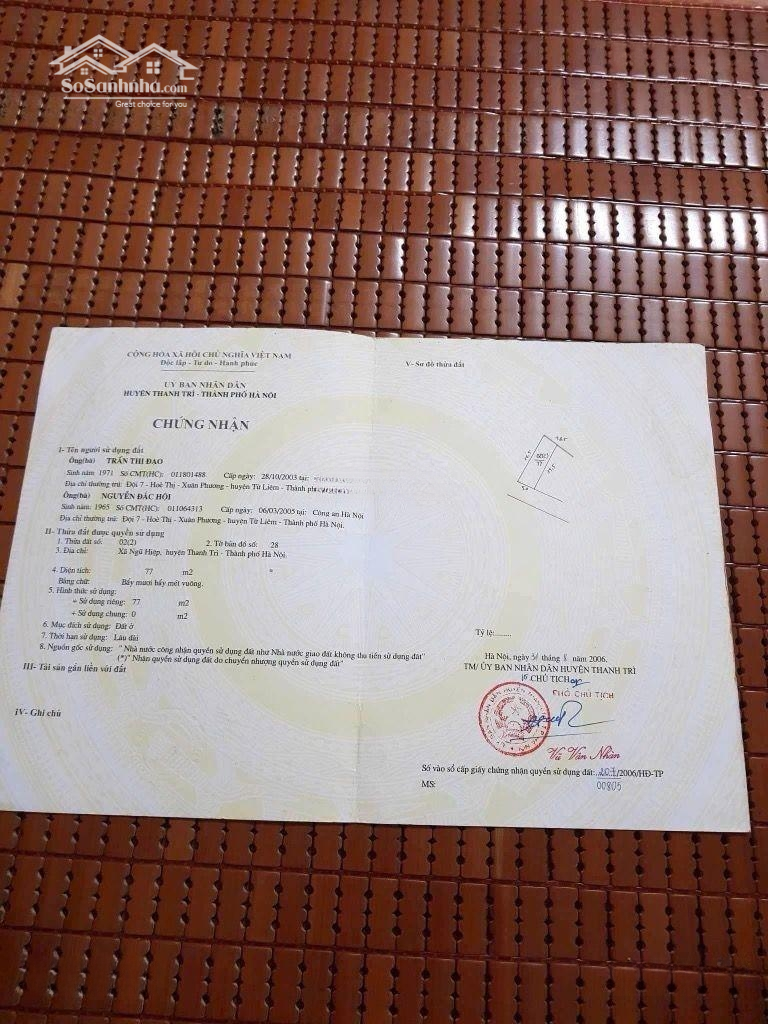 SoSanhnha.com
Great choice for you
CỘNG HÒA XÃ HỘI CHỦ NGHĨA VIỆT NAM
Độc lập - Tự do - Hạnh phúc
UỶ BAN NHÂN DÂN
HUYỆN THANH TRÌ - THÀNH PHỐ HÀ NỘI
CHỨNG NHẬN
I- Tên người sử dụng đất
Ông(bà) TRẦN THỊ ĐAO
Sinh năm: 1971 Số CMT(HC): 011801488 Cấp ngày: 28/10/2003 tại:
Địa chỉ thường trú: Đội 7 - Hoè Thị - Xuân Phương - huyện Từ Liêm - Thành
Ông(bà) NGUYỄN ĐẮC HỒI
Sinh năm: 1965 Số CMT(HC): 011064313 Cấp ngày: 06/03/2005 tại: Công an Hà Nội
Địa chỉ thường trú: Đội 7 - Hoè Thị - Xuân Phương - huyện Từ Liêm - Thành phố Hà Nội.
II- Thửa đất được quyền sử dụng
1. Thửa đất số: 02(2) 2. Tờ bản đồ số: 28
3. Địa chỉ: Xã Ngũ Hiệp, huyện Thanh Trì - Thành phố Hà Nội.
4. Diện tích: 77 m2 *
Bằng chữ: Bảy mươi bảy mét vuông.
5. Hình thức sử dụng:
+ Sử dụng riêng: 77 m2
+ Sử dụng chung: 0 m2
6. Mục đích sử dụng: Đất ở
7. Thời hạn sử dụng: Lâu dài
8. Nguồn gốc sử dụng: " Nhà nước công nhận quyền sử dụng đất như Nhà nước giao đất không thu tiền sử dụng đất"
(*)" Nhận quyền sử dụng đất do chuyển nhượng quyền sử dụng đất"
III- Tài sản gắn liền với đất
IV- Ghi chú
V- Sơ đồ thửa đất
77
Tỷ lệ:.........
Hà Nội, ngày 31 tháng 8 năm 2006.
TM/ ỦY BAN NHÂN DÂN HUYỆN THANH TRÌ
CHỦ TỊCH
PHÓ CHỦ TỊCH
Vũ Văn Nhàn
Số vào sổ cấp giấy chứng nhận quyền sử dụng đất: /2006/HĐ-TP
MS: 00805